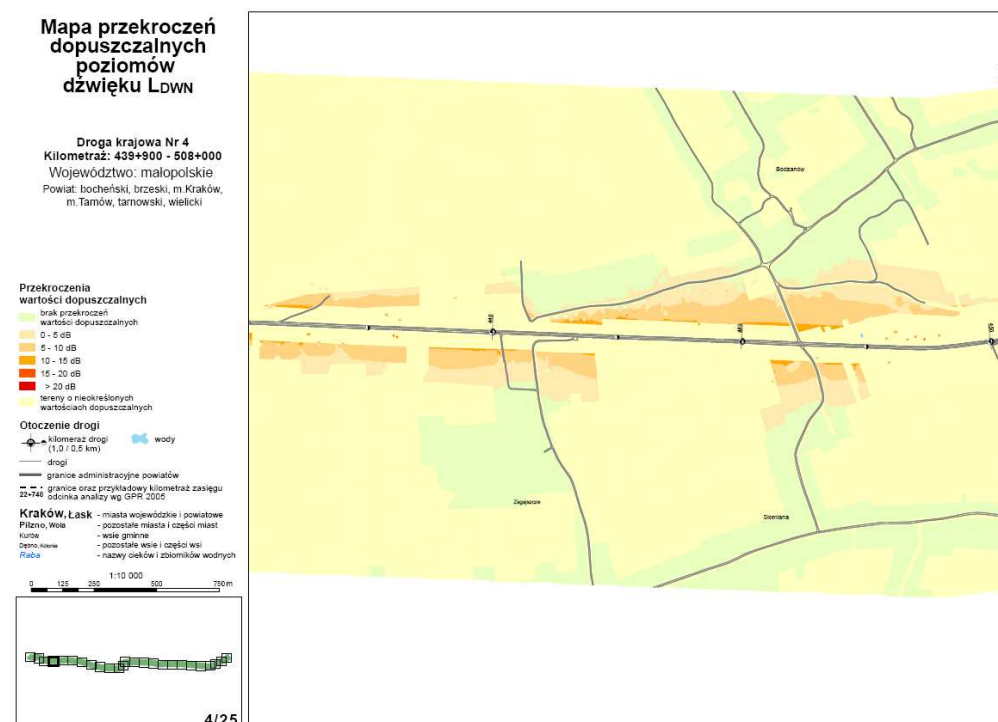 Mapa przekroczeń
dopuszczalnych
poziomów
dźwięku LDWN
Droga krajowa Nr 4
Kilometraż: 439+900 - 508+000
Województwo: małopolskie
Powiat: bocheński, brzeski, m.Kraków,
m.Tarnów, tarnowski, wielicki
Przekroczenia
wartości dopuszczalnych
brak przekroczeń
wartości dopuszczalnych
0 - 5 dB
5 - 10 dB
10 - 15 dB
15 - 20 dB
> 20 dB
tereny o nieokreślonych
wartościach dopuszczalnych
Otoczenie drogi
kilometraż drogi
(1,0 / 0,5 km)
wody
drogi
granice administracyjne powiatów
22+740
granice oraz przykładowy kilometraż zasięgu
odcinka analizy wg GPR 2005
Kraków, Łask - miasta wojewódzkie i powiatowe
Pilzno, Wola - pozostałe miasta i części miast
Kurów - wsie gminne
Dębno, Kolonia - pozostałe wsie i części wsi
Raba - nazwy cieków i zbiorników wodnych
1:10 000
0 125 250 500 750 m
4/25
Bodzanów
448
449
450
Zagajszcze
Słomiana